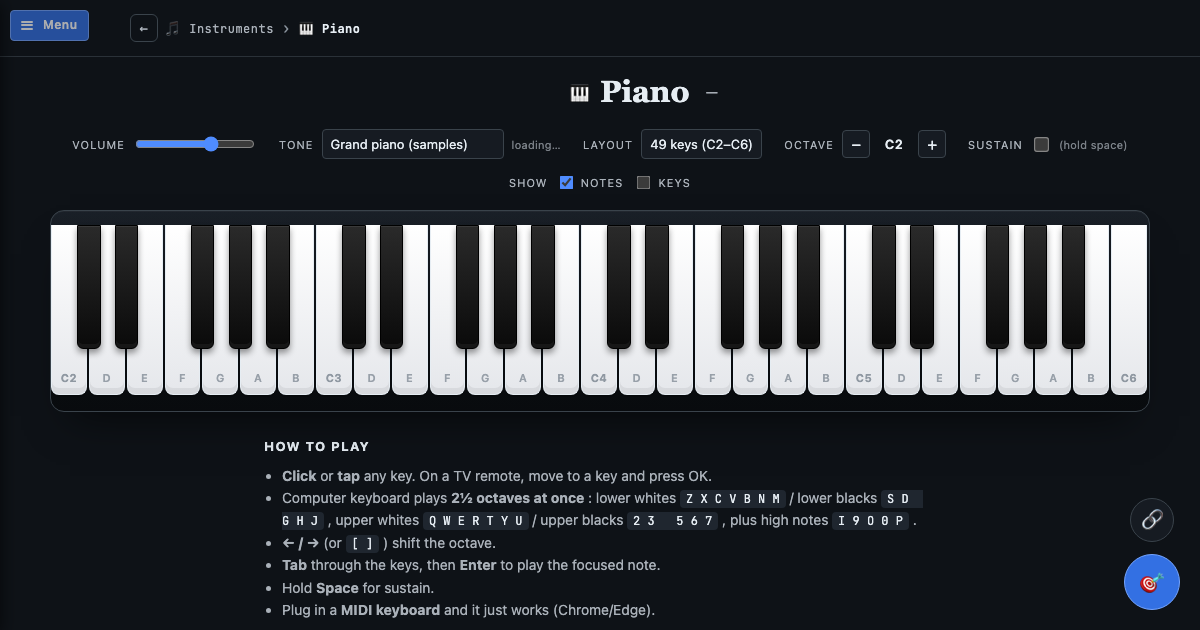 Menu
← Instruments › Piano
Piano –
VOLUME TONE Grand piano (samples) loading… LAYOUT 49 keys (C2–C6) OCTAVE − C2 + SUSTAIN (hold space)
SHOW NOTES KEYS
C2 D E F G A B C3 D E F G A B C4 D E F G A B C5 D E F G A B C6
HOW TO PLAY
• Click or tap any key. On a TV remote, move to a key and press OK.
• Computer keyboard plays 2½ octaves at once : lower whites Z X C V B N M / lower blacks S D
G H J , upper whites Q W E R T Y U / upper blacks 2 3 5 6 7 , plus high notes I 9 O 0 P .
• ← / → (or [ ] ) shift the octave.
• Tab through the keys, then Enter to play the focused note.
• Hold Space for sustain.
• Plug in a MIDI keyboard and it just works (Chrome/Edge).